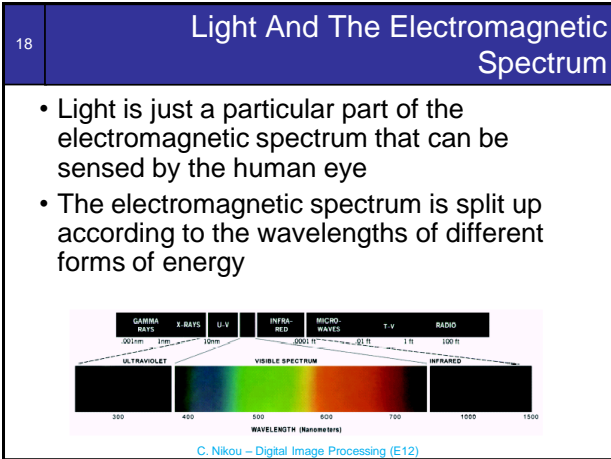 18
Light And The Electromagnetic
Spectrum
• Light is just a particular part of the
electromagnetic spectrum that can be
sensed by the human eye
• The electromagnetic spectrum is split up
according to the wavelengths of different
forms of energy
GAMMA RAYS X-RAYS U-V INFRA-RED MICRO-WAVES T-V RADIO
.001nm 1nm 10nm .0001 ft .01 ft 1 ft 100 ft
ULTRAVIOLET VISIBLE SPECTRUM INFRARED
300 400 500 600 700 1000 1500
WAVELENGTH (Nanometers)
C. Nikou – Digital Image Processing (E12)